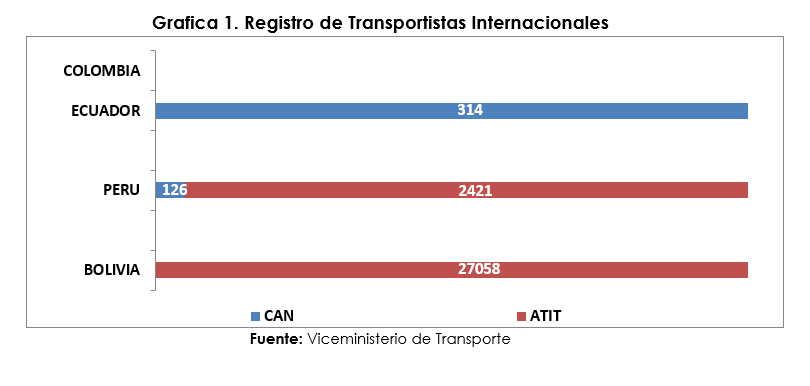 Grafica 1. Registro de Transportistas Internacionales
COLOMBIA
ECUADOR 314
PERU 126 2421
BOLIVIA 27058
CAN ATIT
Fuente: Viceministerio de Transporte